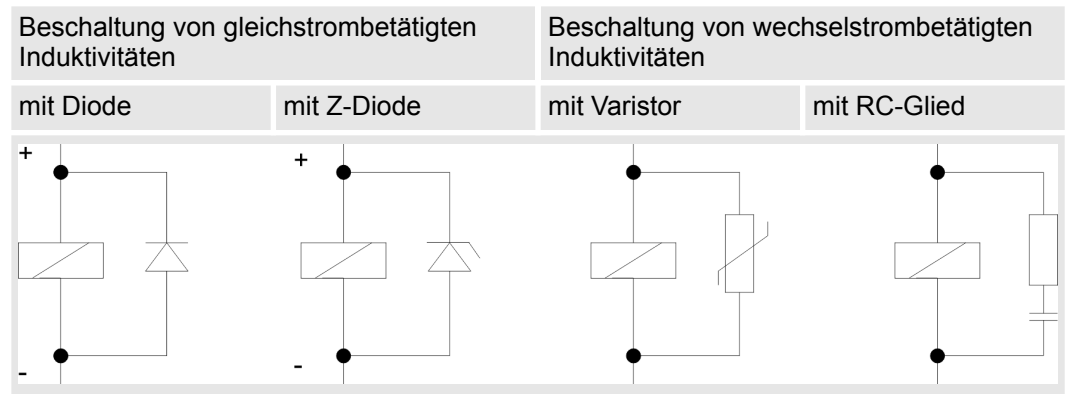 Beschaltung von gleichstrombetätigten
Induktivitäten
Beschaltung von wechselstrombetätigten
Induktivitäten
mit Diode
mit Z-Diode
mit Varistor
mit RC-Glied
+
+
-
-